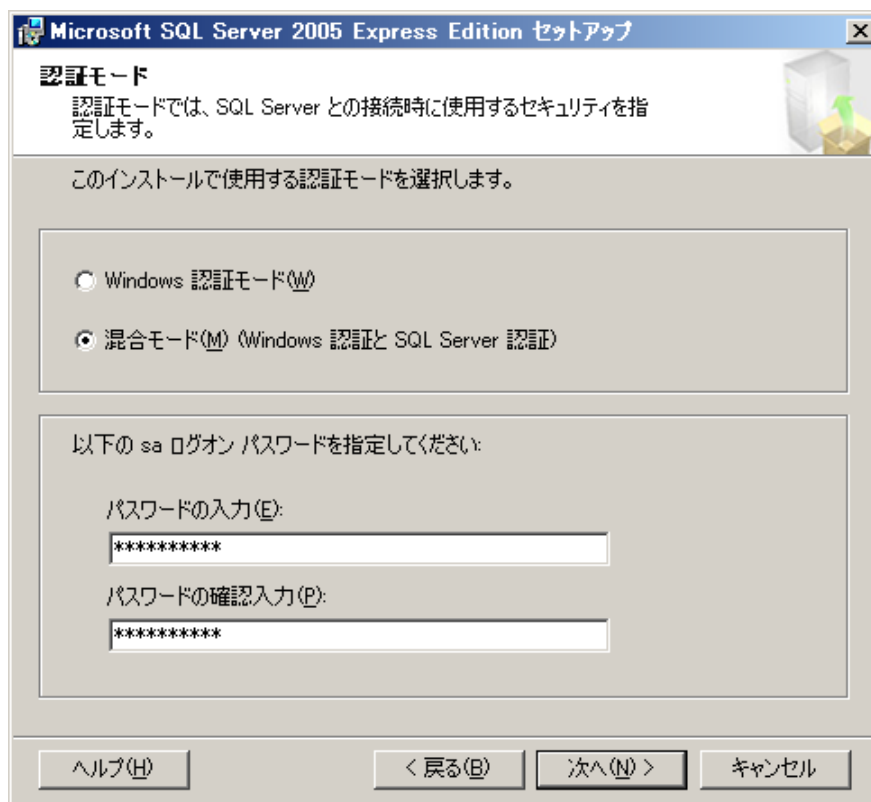 Microsoft SQL Server 2005 Express Edition セットアップ
認証モード
認証モードでは、SQL Server との接続時に使用するセキュリティを指
定します。
このインストールで使用する認証モードを選択します。
Windows 認証モード(W)
混合モード(M) (Windows 認証と SQL Server 認証)
以下の sa ログオン パスワードを指定してください:
パスワードの入力(E):
**********
パスワードの確認入力(P):
**********
ヘルプ(H)
< 戻る(B)
次へ(N) >
キャンセル